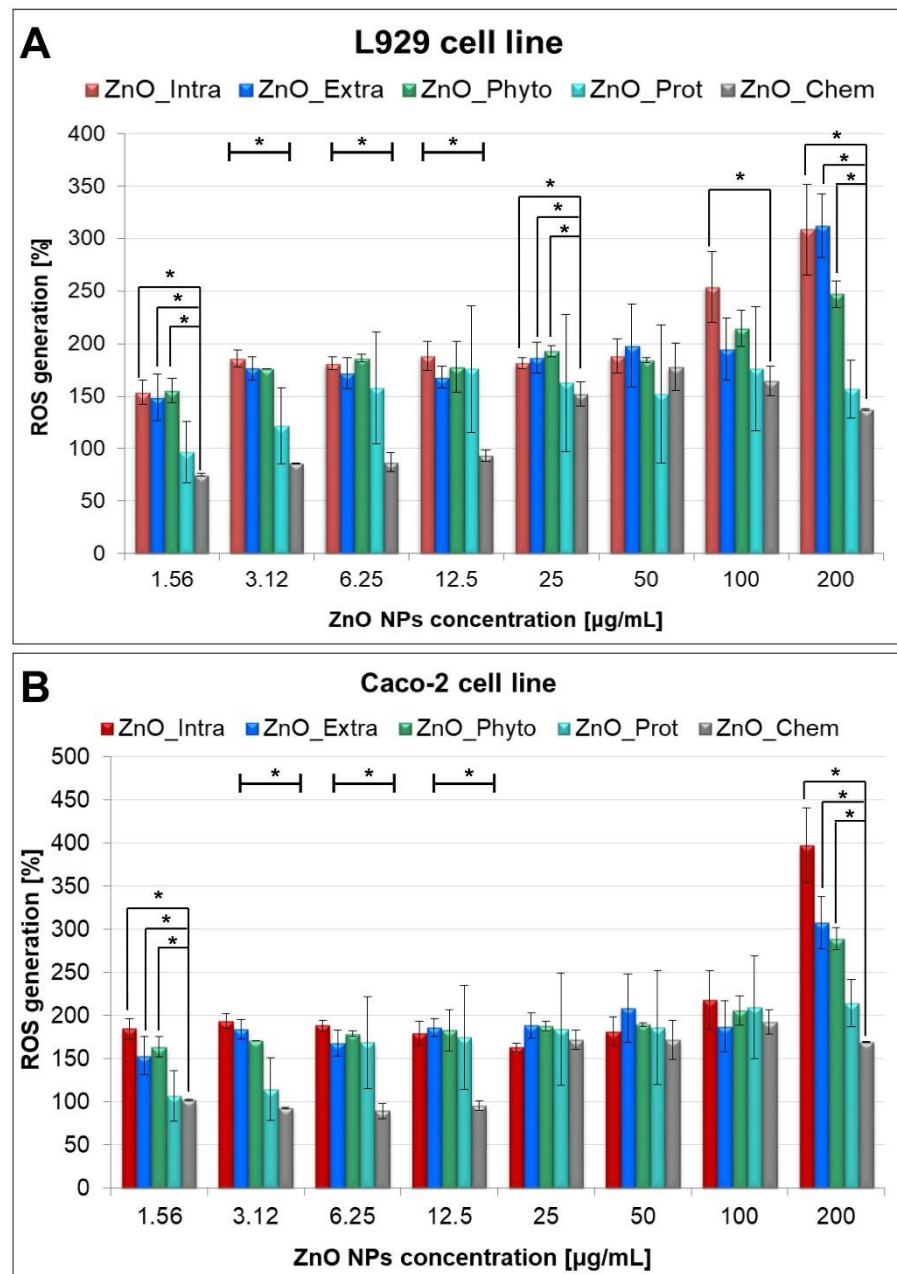 A
L929 cell line
ZnO_Intra ZnO_Extra ZnO_Phyto ZnO_Prot ZnO_Chem
ROS generation [%]
400
350
300
250
200
150
100
50
0
* * * * * * * * * * * * * *
1.56 3.12 6.25 12.5 25 50 100 200
ZnO NPs concentration [µg/mL]
B
Caco-2 cell line
ZnO_Intra ZnO_Extra ZnO_Phyto ZnO_Prot ZnO_Chem
ROS generation [%]
500
450
400
350
300
250
200
150
100
50
0
* * * * * * * * *
1.56 3.12 6.25 12.5 25 50 100 200
ZnO NPs concentration [µg/mL]